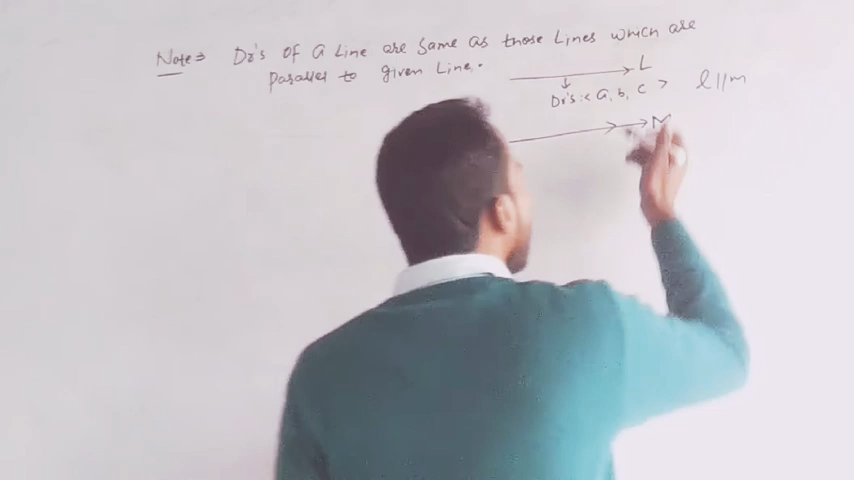 Note ⇒ Dr's of a Line are same as those Lines which are
Parallel to given Line.
L
Dr's :< a, b, c >
l || m